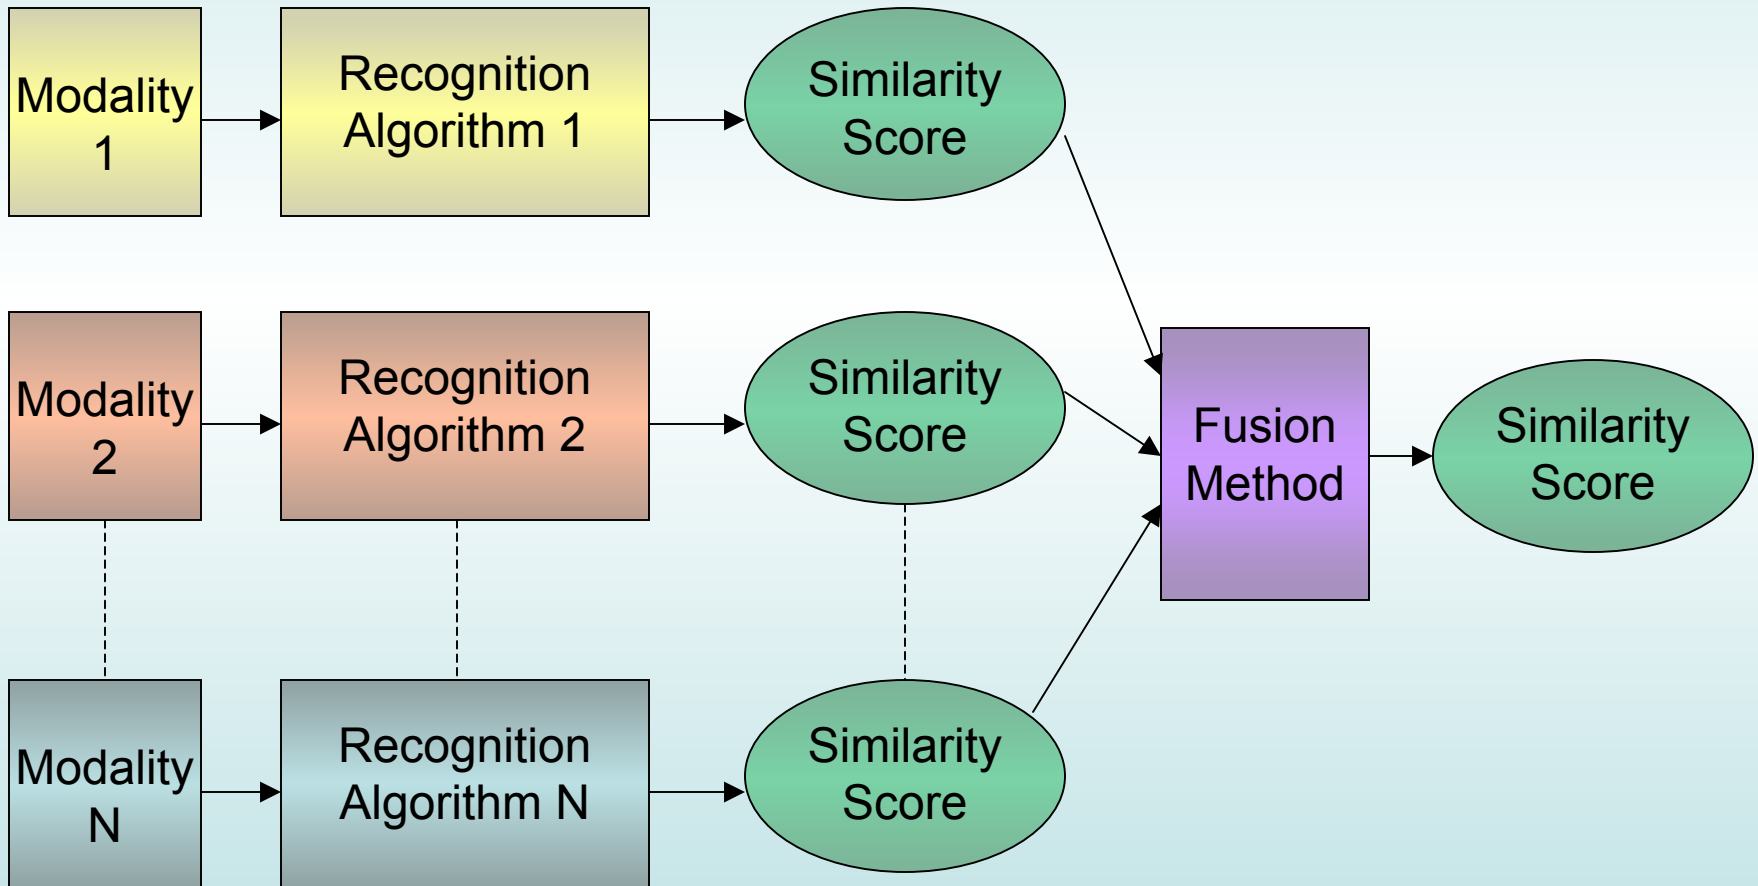 Modality
1
Recognition
Algorithm 1
Similarity
Score
Modality
2
Recognition
Algorithm 2
Similarity
Score
Fusion
Method
Similarity
Score
Modality
N
Recognition
Algorithm N
Similarity
Score